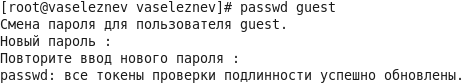 [root@vaseleznev vaseleznev]# passwd guest
Смена пароля для пользователя guest.
Новый пароль :
Повторите ввод нового пароля :
passwd: все токены проверки подлинности успешно обновлены.